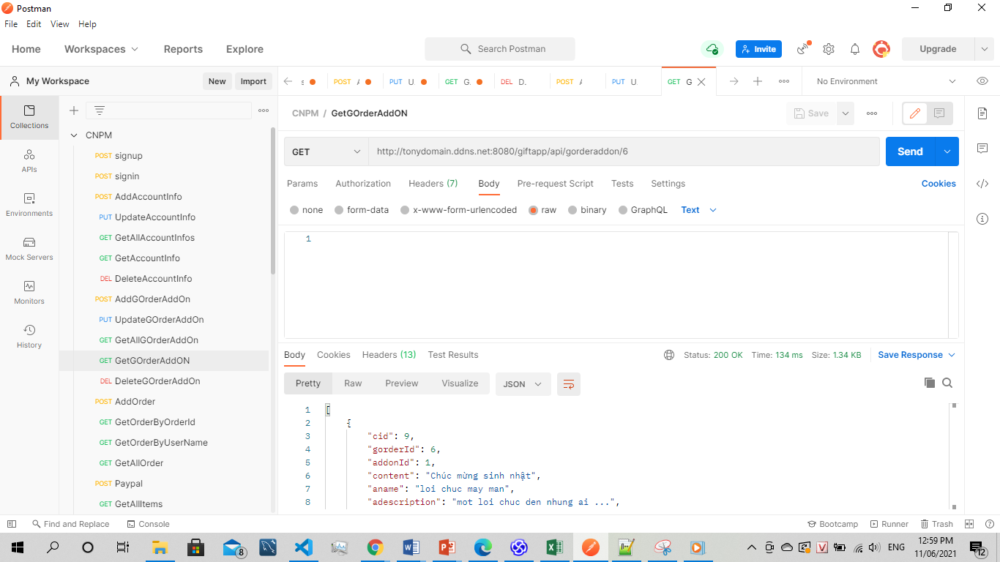 Postman
File Edit View Help
Home Workspaces Reports Explore Search Postman Invite Upgrade
My Workspace New Import
s POST A PUT U. GET G. DEL D. POST A PUT U. GET G No Environment
Collections
APIs
Environments
Mock Servers
Monitors
History
CNPM
POST signup
POST signin
POST AddAccountInfo
PUT UpdateAccountInfo
GET GetAllAccountInfos
GET GetAccountInfo
DEL DeleteAccountInfo
POST AddGOrderAddOn
PUT UpdateGOrderAddOn
GET GetAllGOrderAddOn
GET GetGOrderAddON
DEL DeleteGOrderAddOn
POST AddOrder
GET GetOrderByOrderId
GET GetOrderByUserName
GET GetAllOrder
POST Paypal
GET GetAllItems
CNPM / GetGOrderAddON Save
GET http://tonydomain.ddns.net:8080/giftapp/api/gorderaddon/6 Send
Params Authorization Headers (7) Body Pre-request Script Tests Settings Cookies
none form-data x-www-form-urlencoded raw binary GraphQL Text
1
Body Cookies Headers (13) Test Results Status: 200 OK Time: 134 ms Size: 1.34 KB Save Response
Pretty Raw Preview Visualize JSON
1 [
2 {
3 "cid": 9,
4 "gorderId": 6,
5 "addonId": 1,
6 "content": "Chúc mừng sinh nhật",
7 "aname": "loi chuc may man",
8 "adescription": "mot loi chuc den nhung ai ...",
Find and Replace Console Bootcamp Runner Trash
8 ENG 12:59 PM
11/06/2021 12